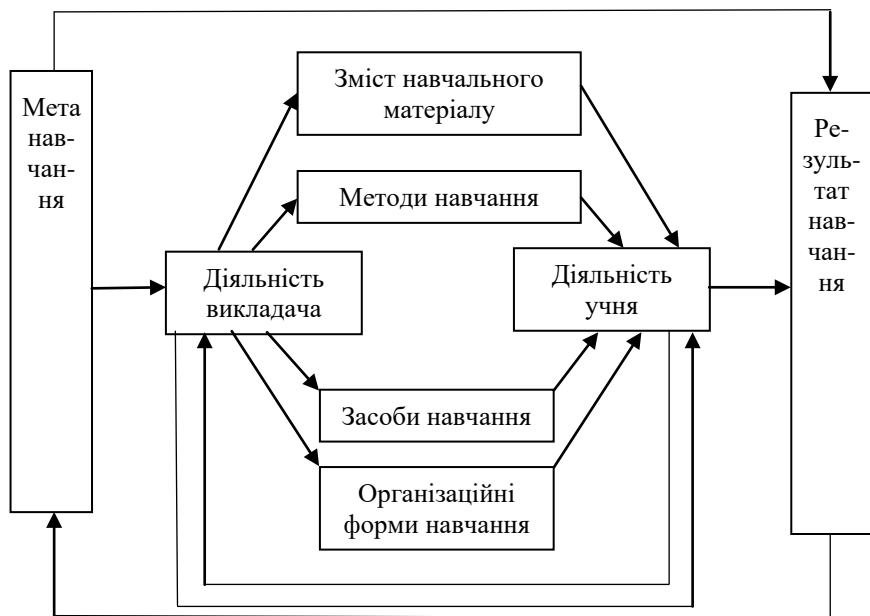 Мета
нав-
чан-
ня
Зміст навчального
матеріалу
Методи навчання
Діяльність
викладача
Діяльність
учня
Засоби навчання
Організаційні
форми навчання
Ре-
зуль-
тат
нав-
чан-
ня